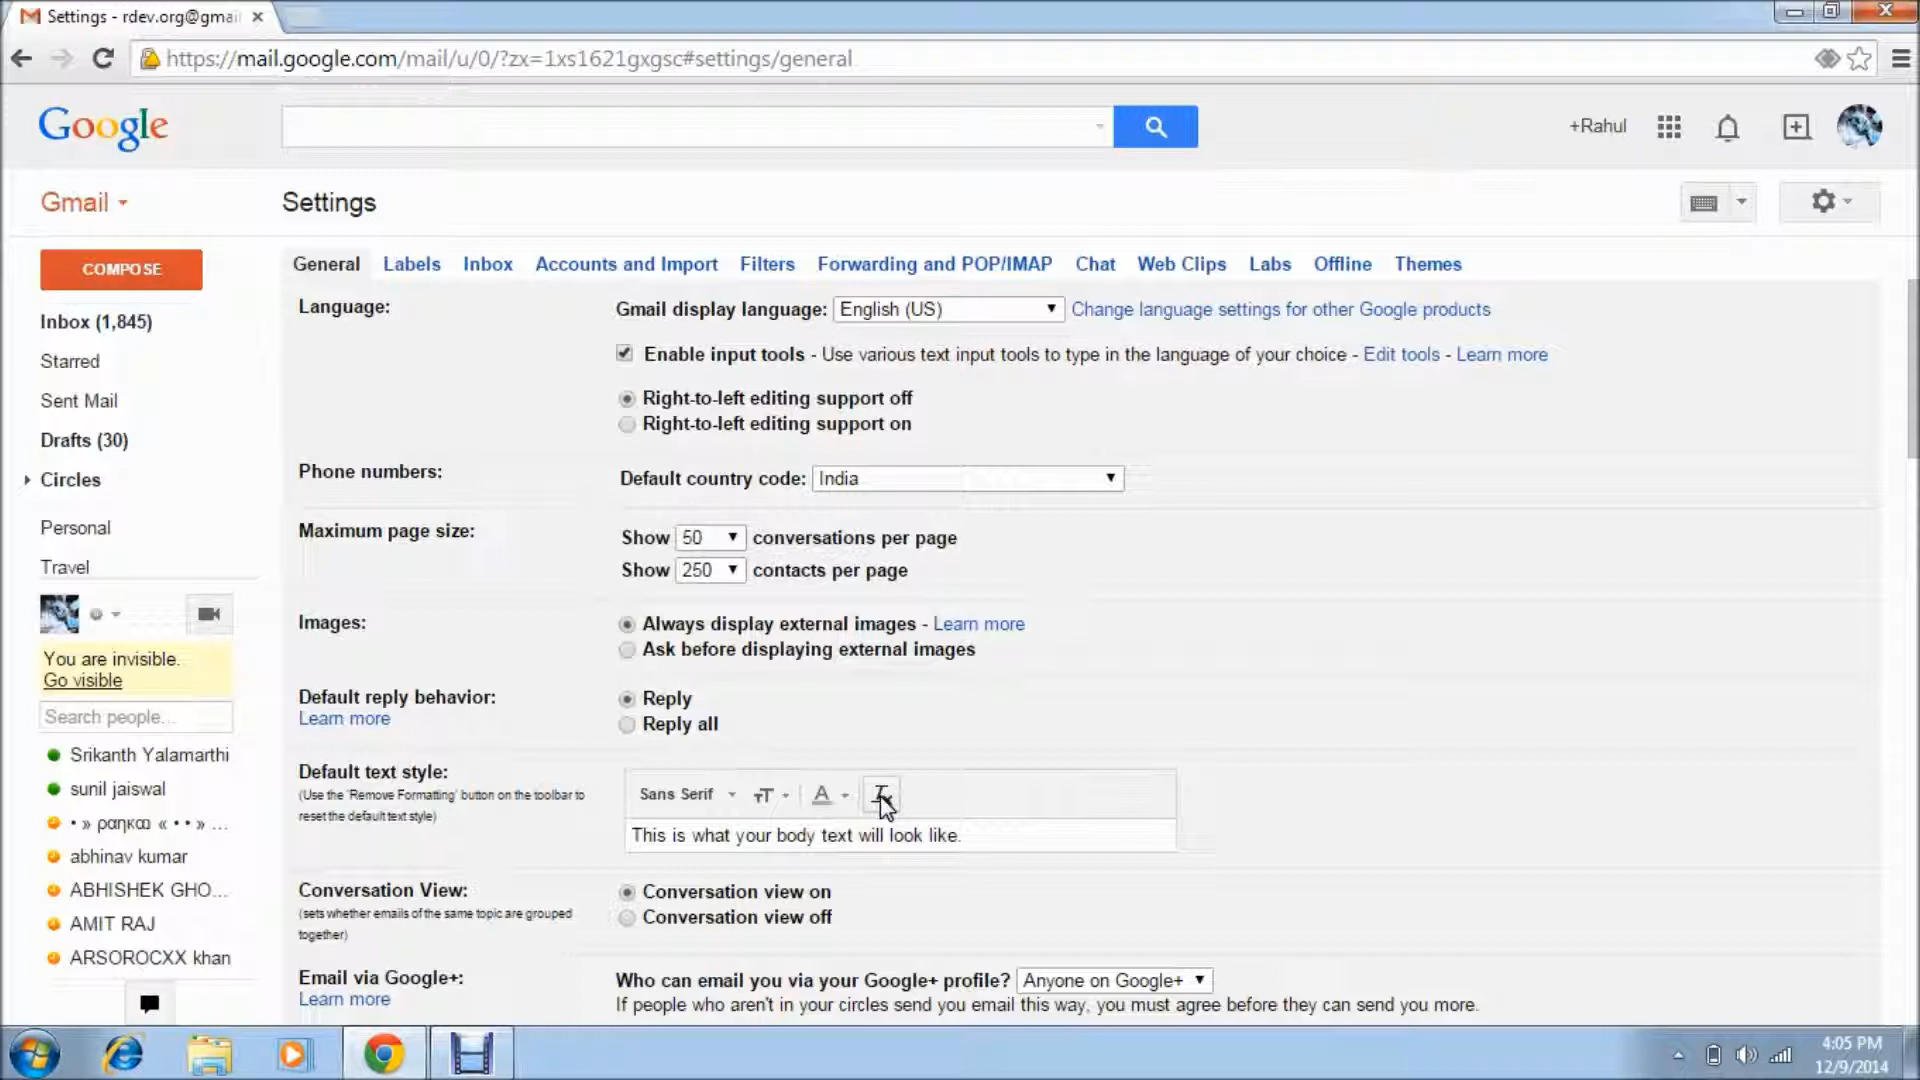 Settings - rdev.org@gmai
https://mail.google.com/mail/u/0/?zx=1xs1621gxgsc#settings/general
Google
+Rahul
Gmail
Settings
COMPOSE
Inbox (1,845)
Starred
Sent Mail
Drafts (30)
Circles
Personal
Travel
You are invisible.
Go visible
Search people...
Srikanth Yalamarthi
sunil jaiswal
abhinav kumar
ABHISHEK GHO...
AMIT RAJ
ARSOROCXX khan
General Labels Inbox Accounts and Import Filters Forwarding and POP/IMAP Chat Web Clips Labs Offline Themes
Language:
Gmail display language: English (US) Change language settings for other Google products
Enable input tools - Use various text input tools to type in the language of your choice - Edit tools - Learn more
Right-to-left editing support off
Right-to-left editing support on
Phone numbers:
Default country code: India
Maximum page size:
Show 50 conversations per page
Show 250 contacts per page
Images:
Always display external images - Learn more
Ask before displaying external images
Default reply behavior:
Learn more
Reply
Reply all
Default text style:
(Use the 'Remove Formatting' button on the toolbar to
reset the default text style)
Sans Serif
This is what your body text will look like.
Conversation View:
(sets whether emails of the same topic are grouped
together)
Conversation view on
Conversation view off
Email via Google+:
Learn more
Who can email you via your Google+ profile? Anyone on Google+
If people who aren't in your circles send you email this way, you must agree before they can send you more.
4:05 PM
12/9/2014